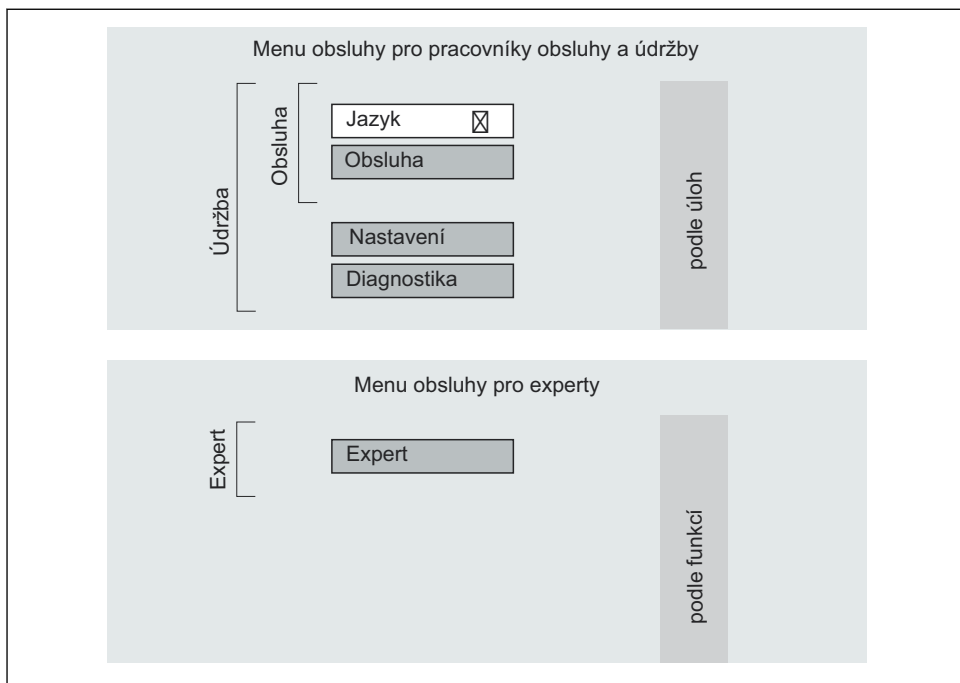 Menu obsluhy pro pracovníky obsluhy a údržby
Údržba
Obsluha
Jazyk
Obsluha
Nastavení
Diagnostika
podle úloh
Menu obsluhy pro experty
Expert
Expert
podle funkcí